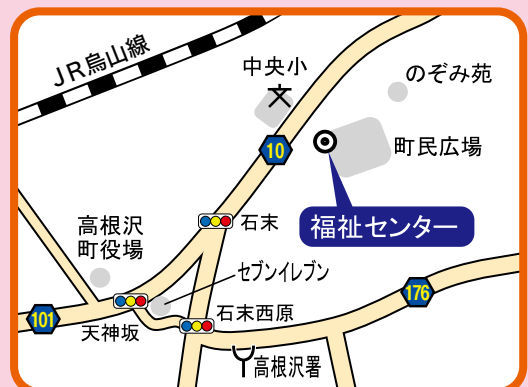 JR烏山線
中央小
のぞみ苑
10
町民広場
福祉センター
石末
高根沢
町役場
セブンイレブン
176
101
石末西原
天神坂
高根沢署